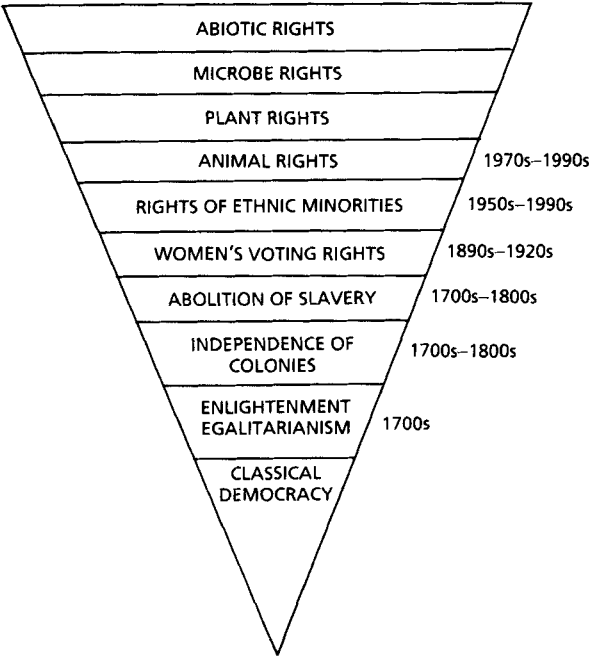 ABIOTIC RIGHTS
MICROBE RIGHTS
PLANT RIGHTS
ANIMAL RIGHTS 1970s–1990s
RIGHTS OF ETHNIC MINORITIES 1950s–1990s
WOMEN'S VOTING RIGHTS 1890s–1920s
ABOLITION OF SLAVERY 1700s–1800s
INDEPENDENCE OF
COLONIES 1700s–1800s
ENLIGHTENMENT
EGALITARIANISM 1700s
CLASSICAL
DEMOCRACY